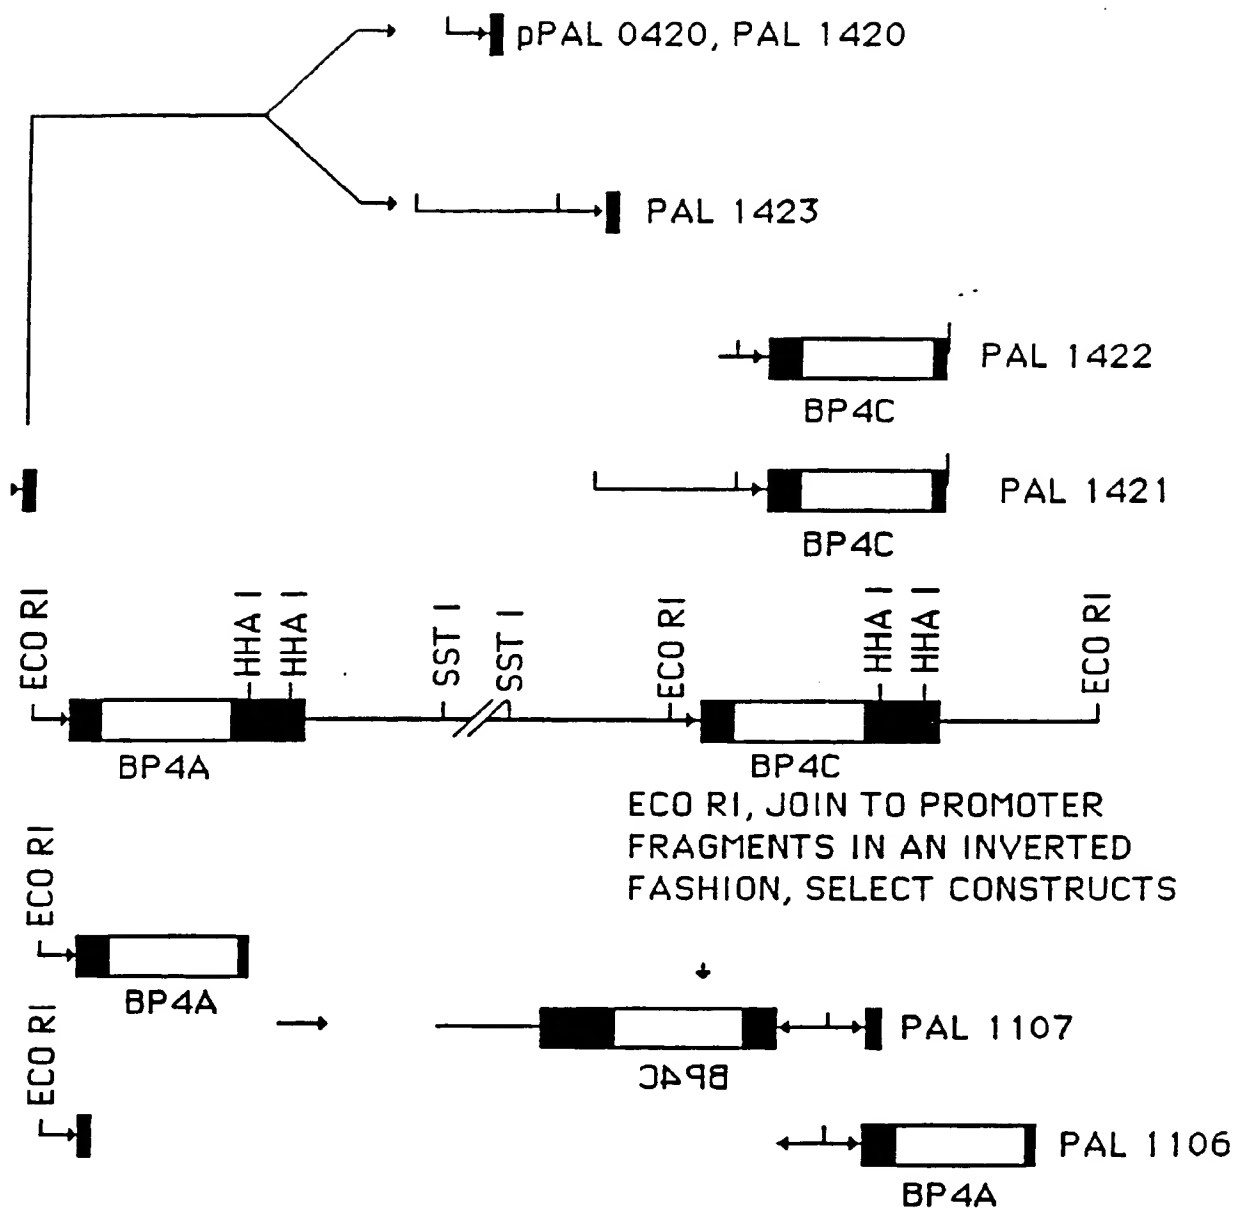 pPAL 0420, PAL 1420
PAL 1423
PAL 1422
BP4C
PAL 1421
BP4C
ECO RI
HHA I
HHA I
SST I
SST I
ECO RI
HHA I
HHA I
ECO RI
BP4A
BP4C
ECO RI, JOIN TO PROMOTER
FRAGMENTS IN AN INVERTED
FASHION, SELECT CONSTRUCTS
ECO RI
BP4A
ECO RI
PAL 1107
BP4C
PAL 1106
BP4A